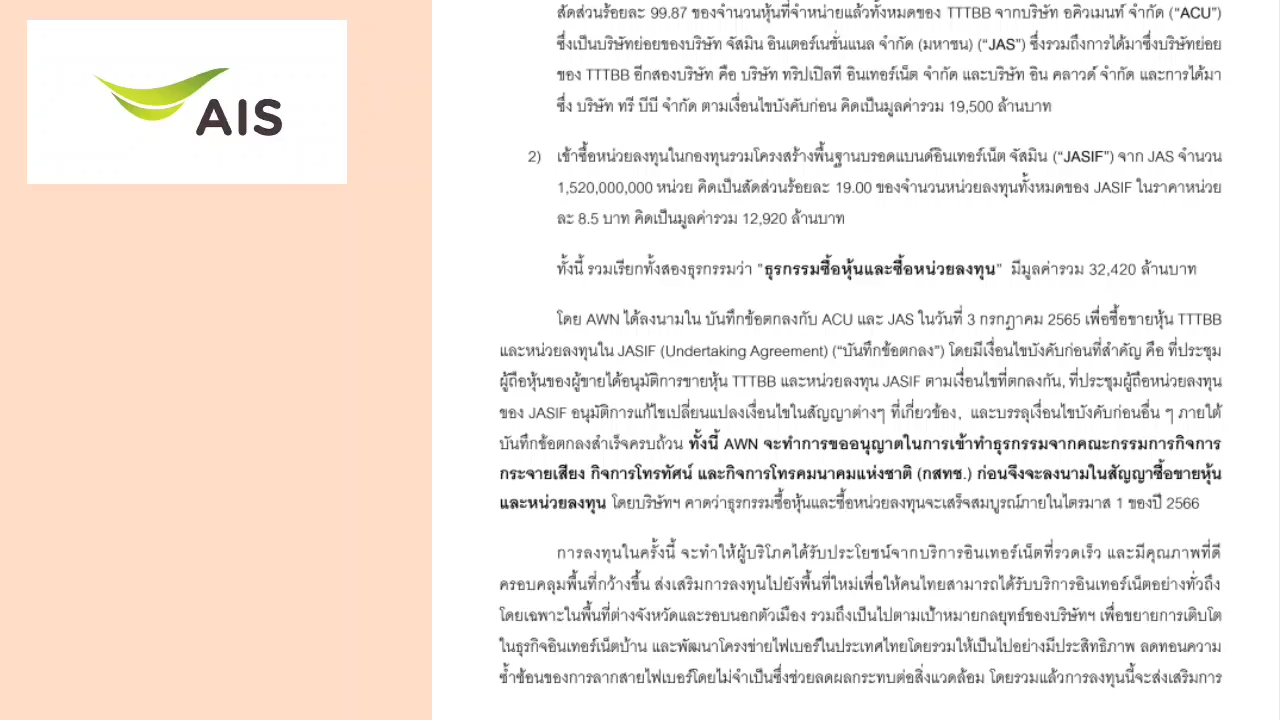 AIS
สัดส่วนร้อยละ 99.87 ของจำนวนหุ้นที่จำหน่ายแล้วทั้งหมดของ TTTBB จากบริษัท อคิวเมนท์ จำกัด (“ACU”)
ซึ่งเป็นบริษัทย่อยของบริษัท จัสมิน อินเตอร์เนชั่นแนล จำกัด (มหาชน) (“JAS”) ซึ่งรวมถึงการได้มาซึ่งบริษัทย่อย
ของ TTTBB อีกสองบริษัท คือ บริษัท ทริปเปิลที อินเทอร์เน็ต จำกัด และบริษัท อิน คลาวด์ จำกัด และการได้มา
ซึ่ง บริษัท ทรี บีบี จำกัด ตามเงื่อนไขบังคับก่อน คิดเป็นมูลค่ารวม 19,500 ล้านบาท
2) เข้าซื้อหน่วยลงทุนในกองทุนรวมโครงสร้างพื้นฐานบรอดแบนด์อินเทอร์เน็ต จัสมิน (“JASIF”) จาก JAS จำนวน
1,520,000,000 หน่วย คิดเป็นสัดส่วนร้อยละ 19.00 ของจำนวนหน่วยลงทุนทั้งหมดของ JASIF ในราคาหน่วย
ละ 8.5 บาท คิดเป็นมูลค่ารวม 12,920 ล้านบาท
ทั้งนี้ รวมเรียกทั้งสองธุรกรรมว่า “ธุรกรรมซื้อหุ้นและซื้อหน่วยลงทุน” มีมูลค่ารวม 32,420 ล้านบาท
โดย AWN ได้ลงนามใน บันทึกข้อตกลงกับ ACU และ JAS ในวันที่ 3 กรกฎาคม 2565 เพื่อซื้อขายหุ้น TTTBB
และหน่วยลงทุนใน JASIF (Undertaking Agreement) (“บันทึกข้อตกลง”) โดยมีเงื่อนไขบังคับก่อนที่สำคัญ คือ ที่ประชุม
ผู้ถือหุ้นของผู้ขายได้อนุมัติการขายหุ้น TTTBB และหน่วยลงทุน JASIF ตามเงื่อนไขที่ตกลงกัน, ที่ประชุมผู้ถือหน่วยลงทุน
ของ JASIF อนุมัติการแก้ไขเปลี่ยนแปลงเงื่อนไขในสัญญาต่างๆ ที่เกี่ยวข้อง, และบรรลุเงื่อนไขบังคับก่อนอื่น ๆ ภายใต้
บันทึกข้อตกลงสำเร็จครบถ้วน ทั้งนี้ AWN จะทำการขออนุญาตในการเข้าทำธุรกรรมจากคณะกรรมการกิจการ
กระจายเสียง กิจการโทรทัศน์ และกิจการโทรคมนาคมแห่งชาติ (กสทช.) ก่อนจึงจะลงนามในสัญญาซื้อขายหุ้น
และหน่วยลงทุน โดยบริษัทฯ คาดว่าธุรกรรมซื้อหุ้นและซื้อหน่วยลงทุนจะเสร็จสมบูรณ์ภายในไตรมาส 1 ของปี 2566
การลงทุนในครั้งนี้ จะทำให้ผู้บริโภคได้รับประโยชน์จากบริการอินเทอร์เน็ตที่รวดเร็ว และมีคุณภาพที่ดี
ครอบคลุมพื้นที่กว้างขึ้น ส่งเสริมการลงทุนไปยังพื้นที่ใหม่เพื่อให้คนไทยสามารถได้รับบริการอินเทอร์เน็ตอย่างทั่วถึง
โดยเฉพาะในพื้นที่ต่างจังหวัดและรอบนอกตัวเมือง รวมถึงเป็นไปตามเป้าหมายกลยุทธ์ของบริษัทฯ เพื่อขยายการเติบโต
ในธุรกิจอินเทอร์เน็ตบ้าน และพัฒนาโครงข่ายไฟเบอร์ในประเทศไทยโดยรวมให้เป็นไปอย่างมีประสิทธิภาพ ลดทอนความ
ซ้ำซ้อนของการลากสายไฟเบอร์โดยไม่จำเป็นซึ่งช่วยลดผลกระทบต่อสิ่งแวดล้อม โดยรวมแล้วการลงทุนนี้จะส่งเสริมการ